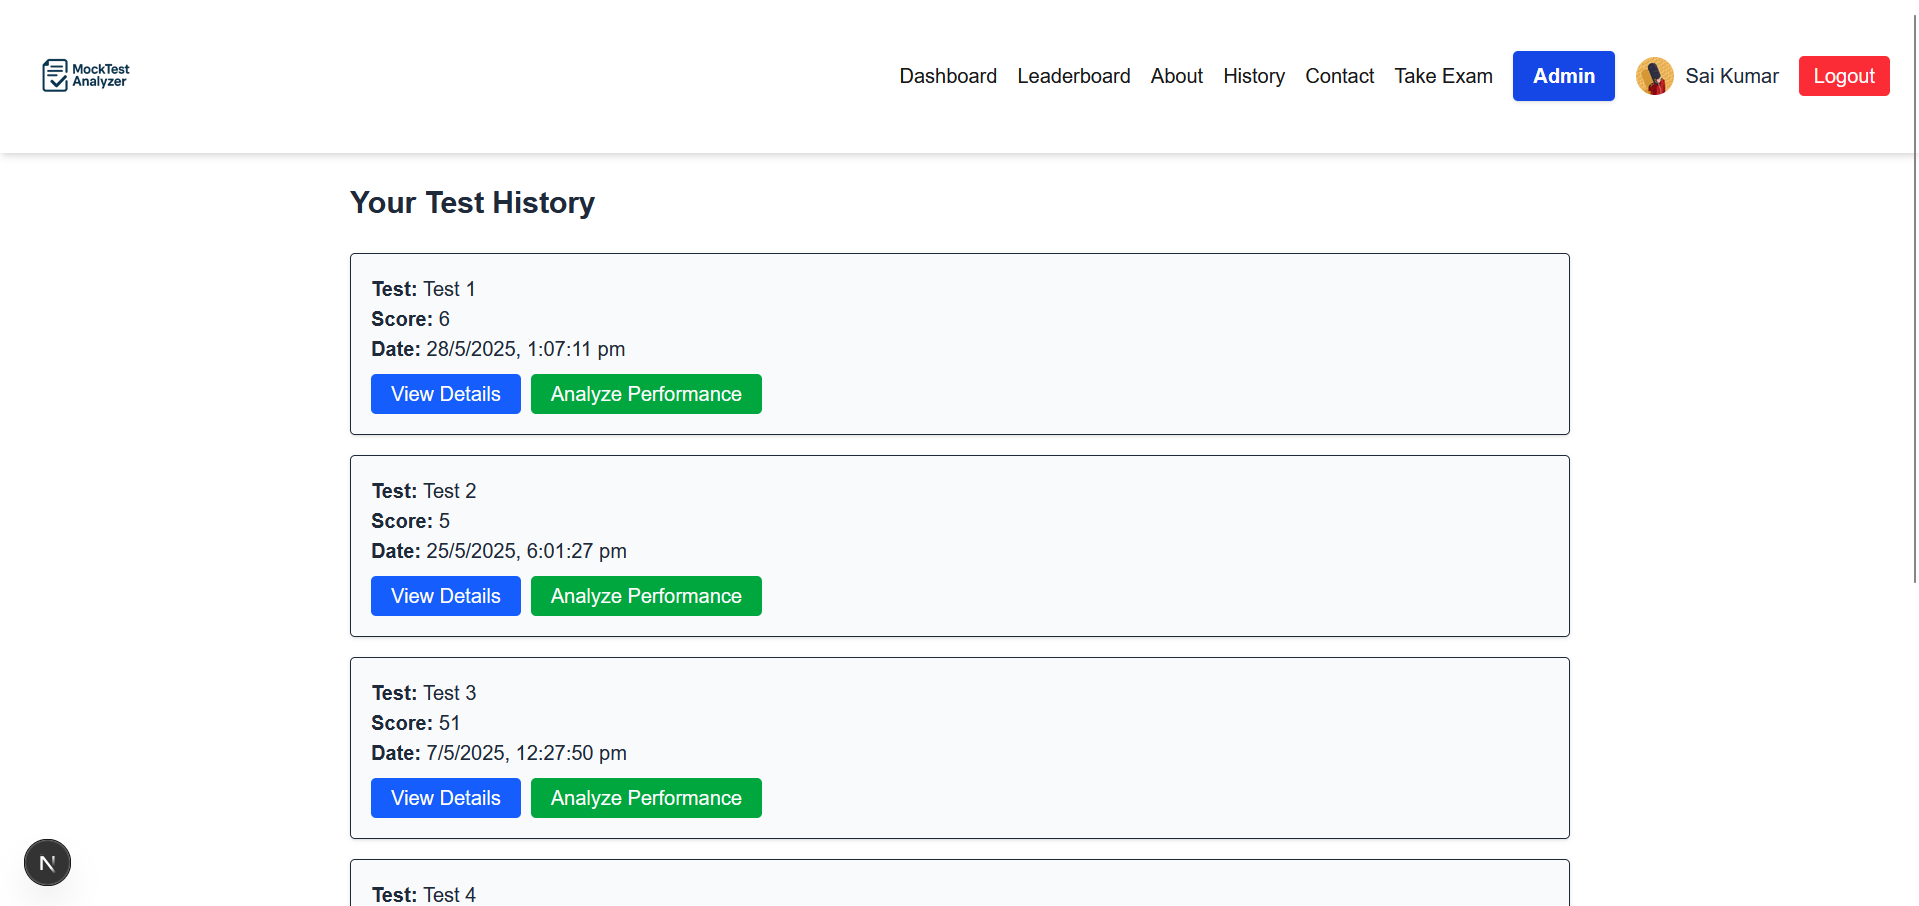 MockTest
Analyzer
Dashboard Leaderboard About History Contact Take Exam Admin Sai Kumar Logout
Your Test History
Test: Test 1
Score: 6
Date: 28/5/2025, 1:07:11 pm
View Details Analyze Performance
Test: Test 2
Score: 5
Date: 25/5/2025, 6:01:27 pm
View Details Analyze Performance
Test: Test 3
Score: 51
Date: 7/5/2025, 12:27:50 pm
View Details Analyze Performance
N
Test: Test 4